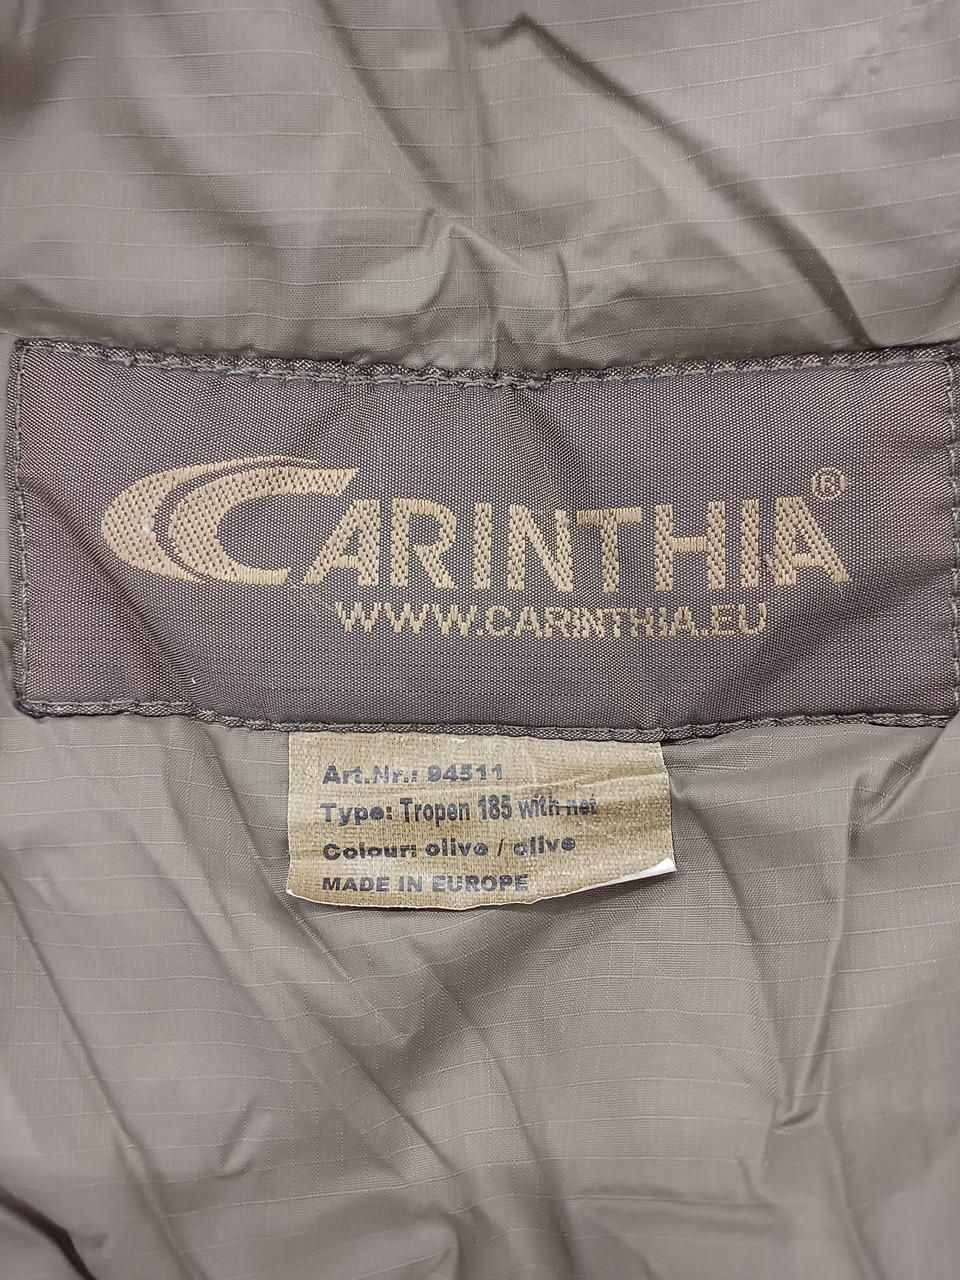 CARINTHIA®
WWW.CARINTHIA.EU
Art.Nr.: 94511
Type: Tropen 185 with net
Colour: olive / olive
MADE IN EUROPE